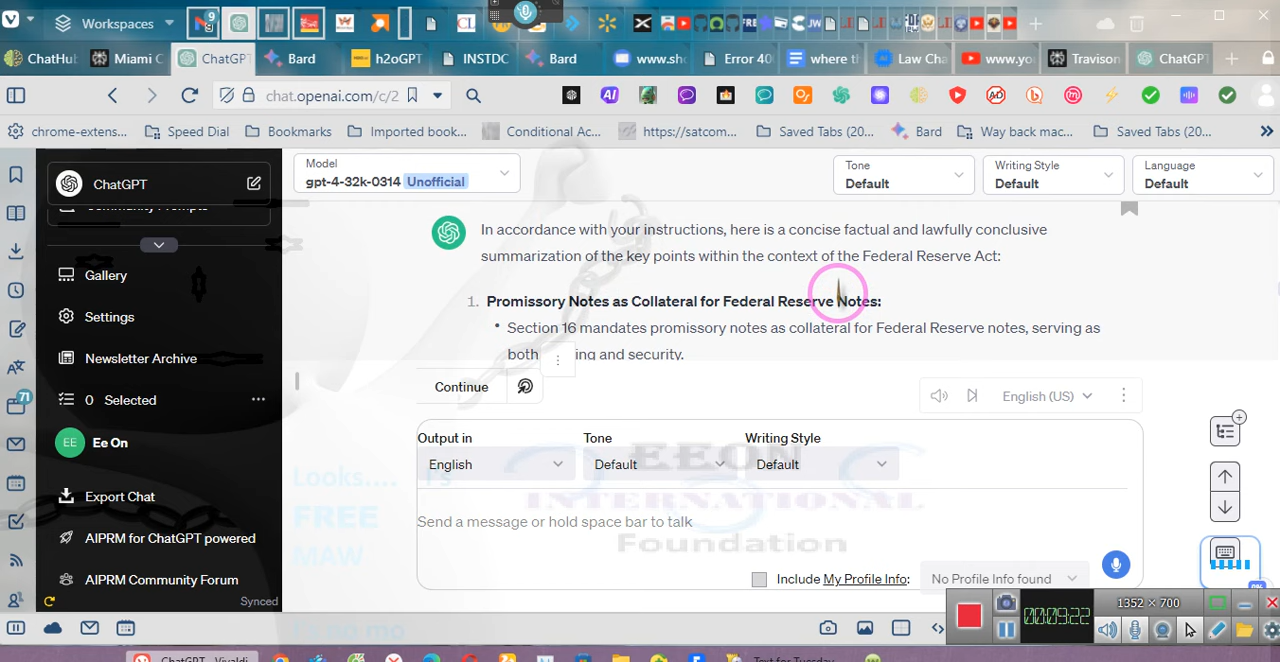 Workspaces
ChatHu
Miami C
ChatGPT
Bard
h2oGPT
INSTDC
Bard
www.sho
Error 40
where th
Law Cha
www.yo
Travison
ChatGPT
chat.openai.com/c/2
chrome-exten...
Speed Dial
Bookmarks
Imported book...
Conditional Ac...
https://satcom...
Saved Tabs (20...
Bard
Way back mac...
Saved Tabs (20...
ChatGPT
Community Prompts
Gallery
Settings
Newsletter Archive
0 Selected
EE
Ee On
Export Chat
AIPRM for ChatGPT powered
AIPRM Community Forum
Synced
71
Model
gpt-4-32k-0314 Unofficial
Tone
Default
Writing Style
Default
Language
Default
In accordance with your instructions, here is a concise factual and lawfully conclusive
summarization of the key points within the context of the Federal Reserve Act:
1. Promissory Notes as Collateral for Federal Reserve Notes:
• Section 16 mandates promissory notes as collateral for Federal Reserve notes, serving as
both ing and security.
Continue
English (US)
Output in
English
Tone
Default
Writing Style
Default
Looks....
FREE
MAW
EEON
INTERNATIONAL
Foundation
Send a message or hold space bar to talk
Include My Profile Info:
No Profile Info found
1352 × 700
00:09:22
ChatGPT - Vivaldi
Text for Tuesday